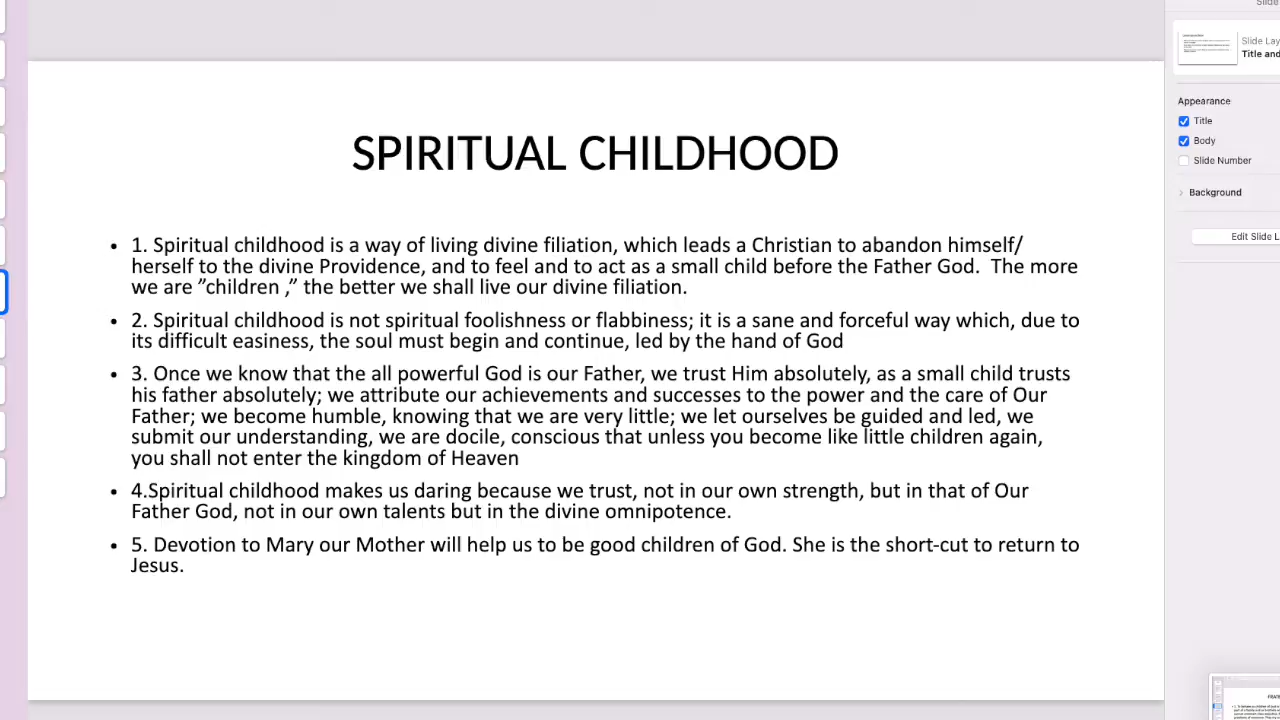 Slide
Slide Lay
Title and
Appearance
Title
Body
Slide Number
Background
Edit Slide L
SPIRITUAL CHILDHOOD
• 1. Spiritual childhood is a way of living divine filiation, which leads a Christian to abandon himself/
herself to the divine Providence, and to feel and to act as a small child before the Father God.  The more
we are ”children ,” the better we shall live our divine filiation.
• 2. Spiritual childhood is not spiritual foolishness or flabbiness; it is a sane and forceful way which, due to
its difficult easiness, the soul must begin and continue, led by the hand of God
• 3. Once we know that the all powerful God is our Father, we trust Him absolutely, as a small child trusts
his father absolutely; we attribute our achievements and successes to the power and the care of Our
Father; we become humble, knowing that we are very little; we let ourselves be guided and led, we
submit our understanding, we are docile, conscious that unless you become like little children again,
you shall not enter the kingdom of Heaven
• 4.Spiritual childhood makes us daring because we trust, not in our own strength, but in that of Our
Father God, not in our own talents but in the divine omnipotence.
• 5. Devotion to Mary our Mother will help us to be good children of God. She is the short-cut to return to
Jesus.